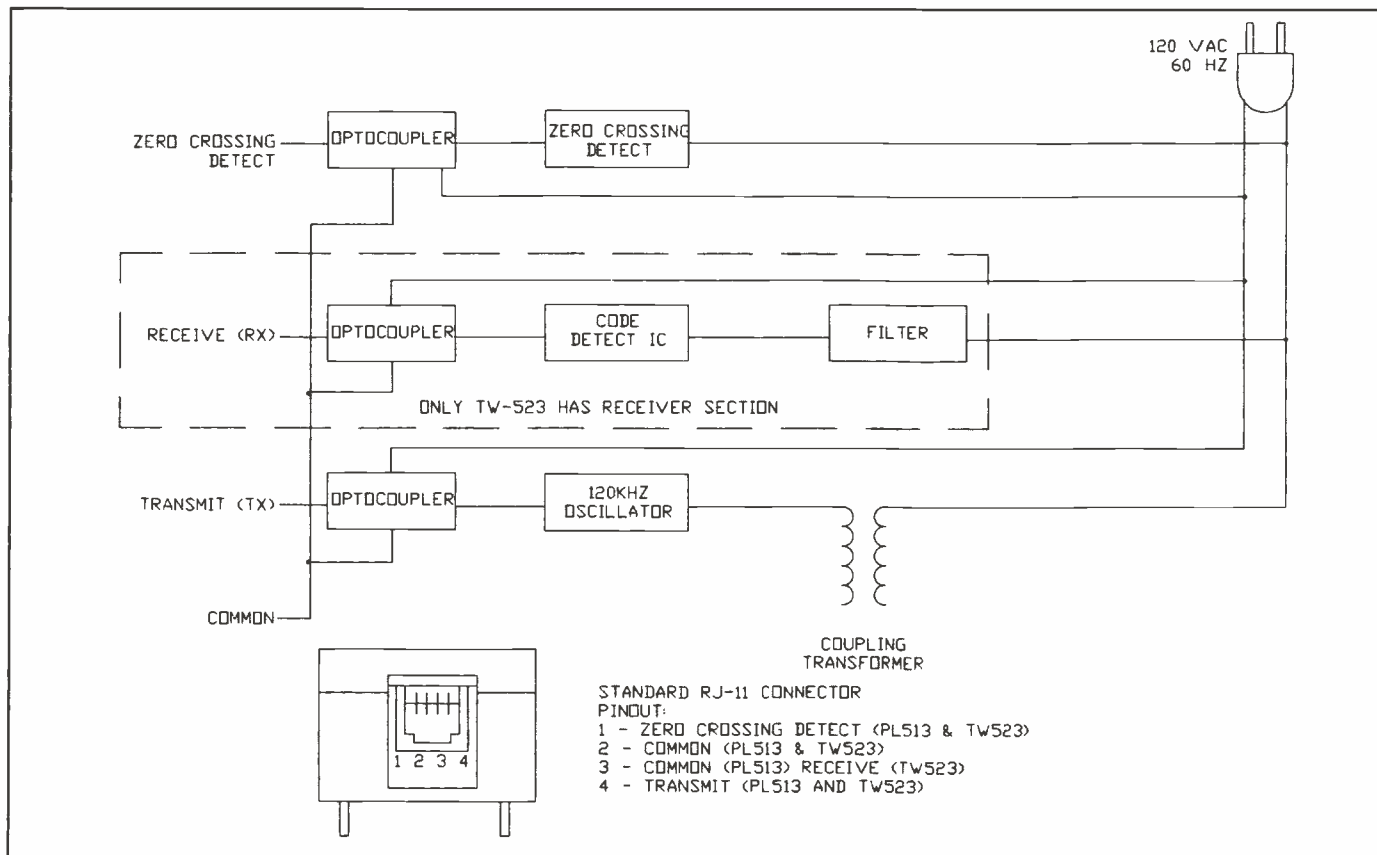 120 VAC
60 HZ
ZERO CROSSING
DETECT
OPTOCOUPLER
ZERO CROSSING
DETECT
RECEIVE (RX)
OPTOCOUPLER
CODE
DETECT IC
FILTER
ONLY TW-523 HAS RECEIVER SECTION
TRANSMIT (TX)
OPTOCOUPLER
120KHZ
OSCILLATOR
COMMON
COUPLING
TRANSFORMER
1 2 3 4
STANDARD RJ-11 CONNECTOR
PINOUT:
1 - ZERO CROSSING DETECT (PL513 & TW523)
2 - COMMON (PL513 & TW523)
3 - COMMON (PL513) RECEIVE (TW523)
4 - TRANSMIT (PL513 AND TW523)